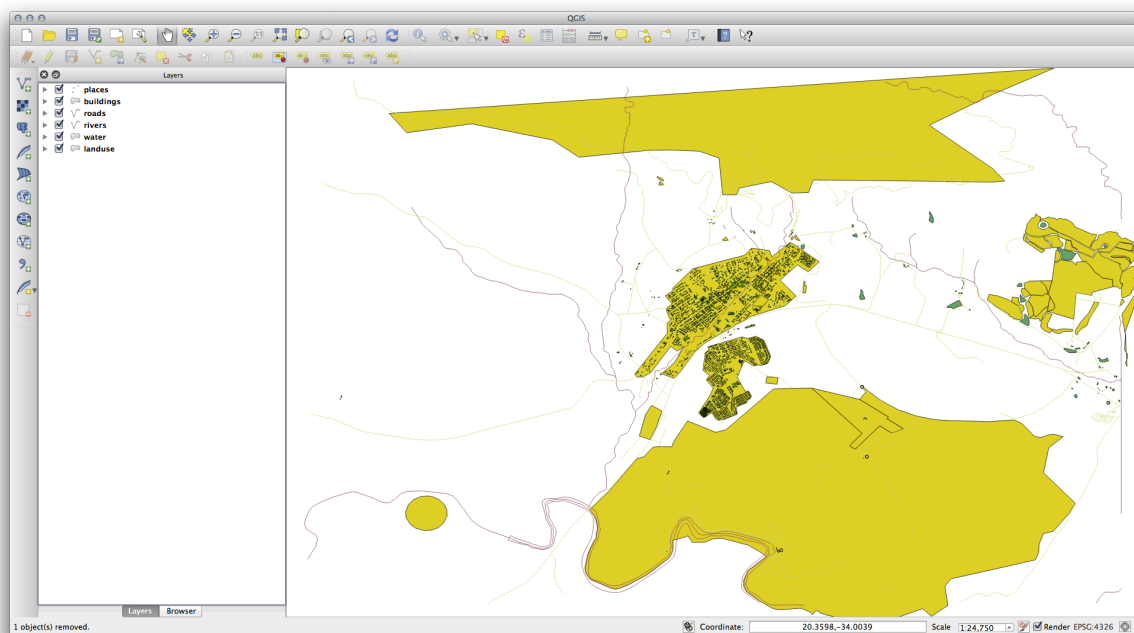 QGIS
Layers
places
buildings
roads
rivers
water
landuse
Layers Browser
1 object(s) removed.
Coordinate: 20.3598,-34.0039 Scale 1:24,750 Render EPSG:4326